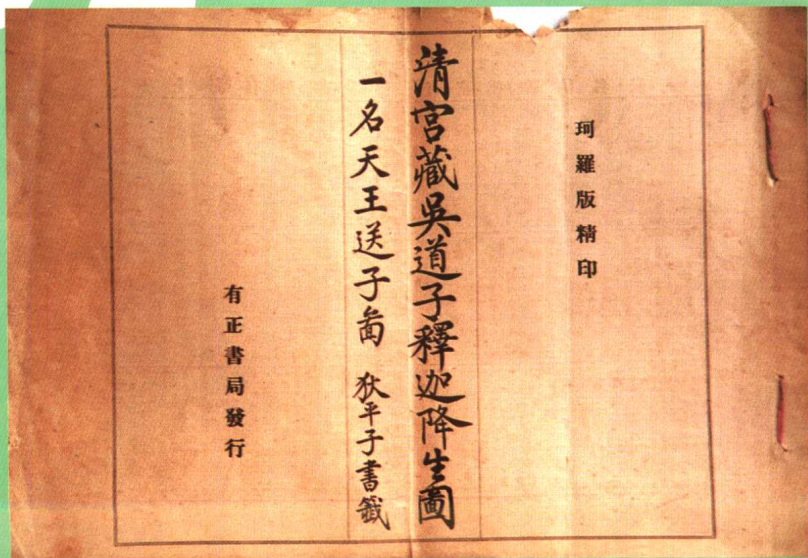 珂羅版精印
清宮藏吳道子釋迦降生圖
一名天王送子啚 狄平子書籤
有正書局發行